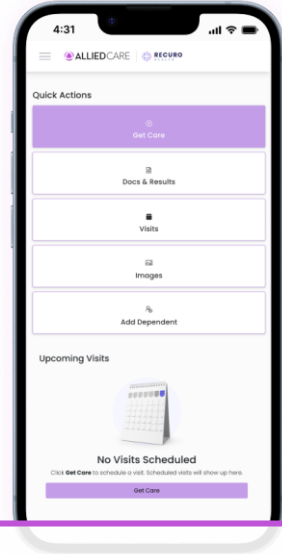 4:31
ALLIEDCARE RECURO
Quick Actions
Get Care
Docs & Results
Visits
Images
Add Dependent
Upcoming Visits
No Visits Scheduled
Click Get Care to schedule a visit. Scheduled visits will show up here.
Get Care